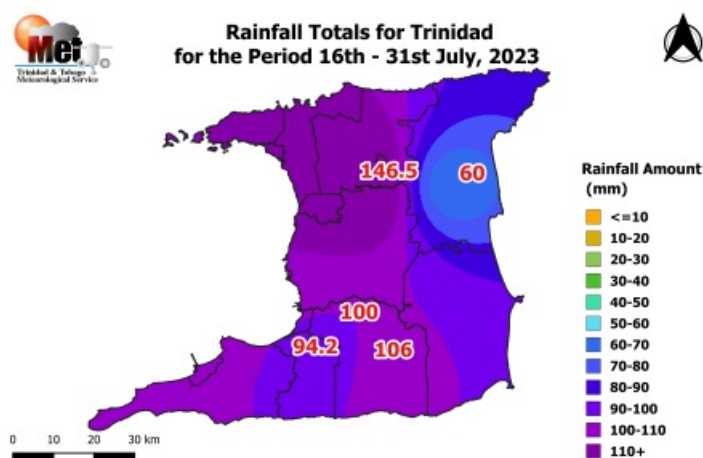 Rainfall Totals for Trinidad
for the Period 16th - 31st July, 2023
Met
Trinidad & Tobago
Meteorological Service
146.5
60
100
94.2
106
Rainfall Amount
(mm)
<=10
10-20
20-30
30-40
40-50
50-60
60-70
70-80
80-90
90-100
100-110
110+
0 10 20 30 km